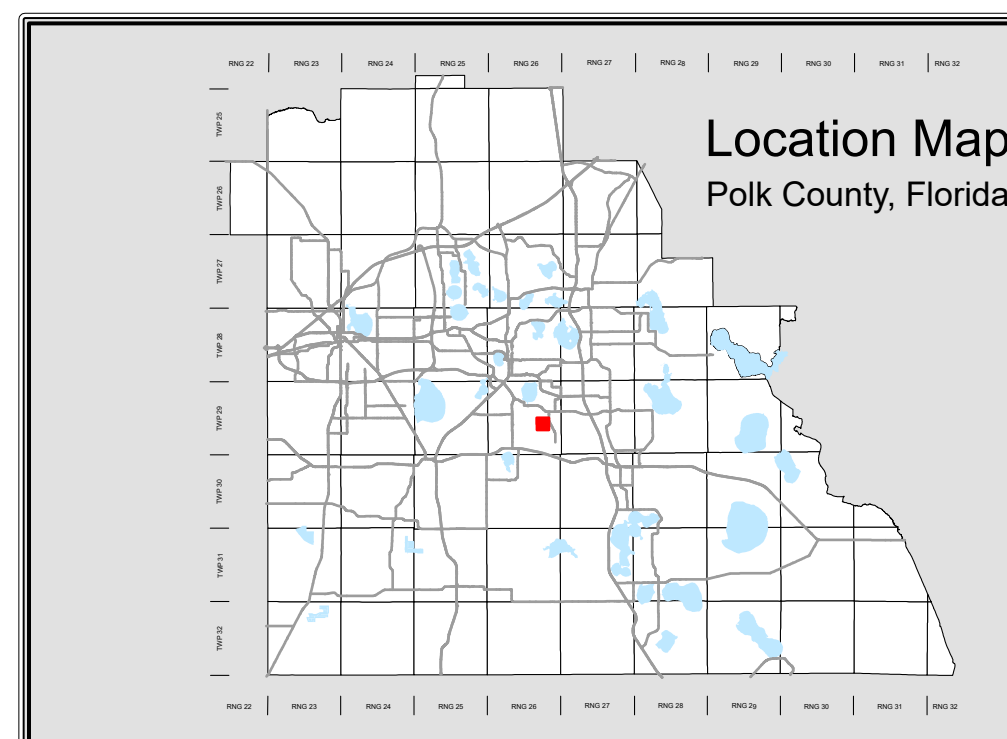 RNG 22 RNG 23 RNG 24 RNG 25 RNG 26 RNG 27 RNG 28 RNG 29 RNG 30 RNG 31 RNG 32
Location Map
Polk County, Florida
TWP 25
TWP 26
TWP 27
TWP 28
TWP 29
TWP 30
TWP 31
TWP 32
RNG 22 RNG 23 RNG 24 RNG 25 RNG 26 RNG 27 RNG 28 RNG 29 RNG 30 RNG 31 RNG 32